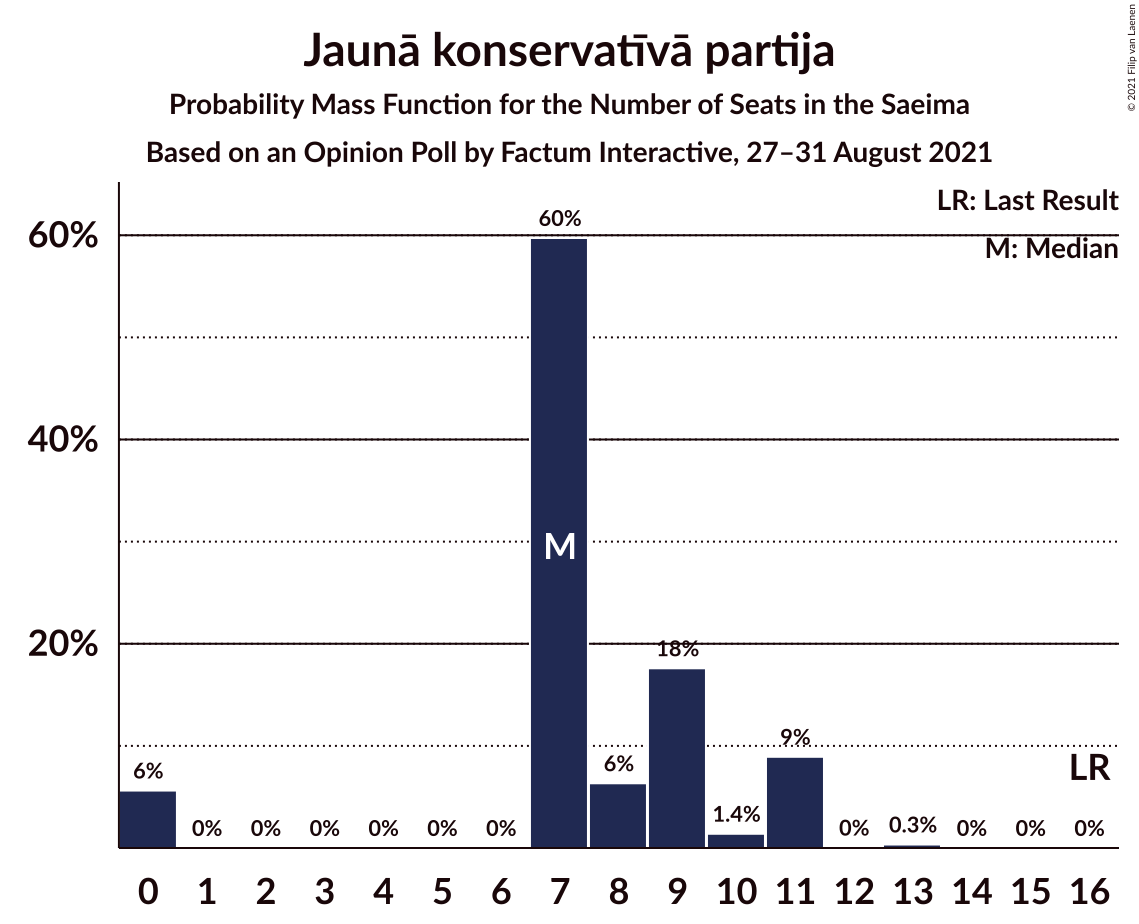 Jaunā konservatīvā partija
Probability Mass Function for the Number of Seats in the Saeima
Based on an Opinion Poll by Factum Interactive, 27–31 August 2021
© 2021 Filip van Laenen
LR: Last Result
M: Median
60%
40%
20%
6%
0%
0%
0%
0%
0%
0%
60%
M
6%
18%
1.4%
9%
0%
0.3%
0%
0%
0%
LR
0 1 2 3 4 5 6 7 8 9 10 11 12 13 14 15 16